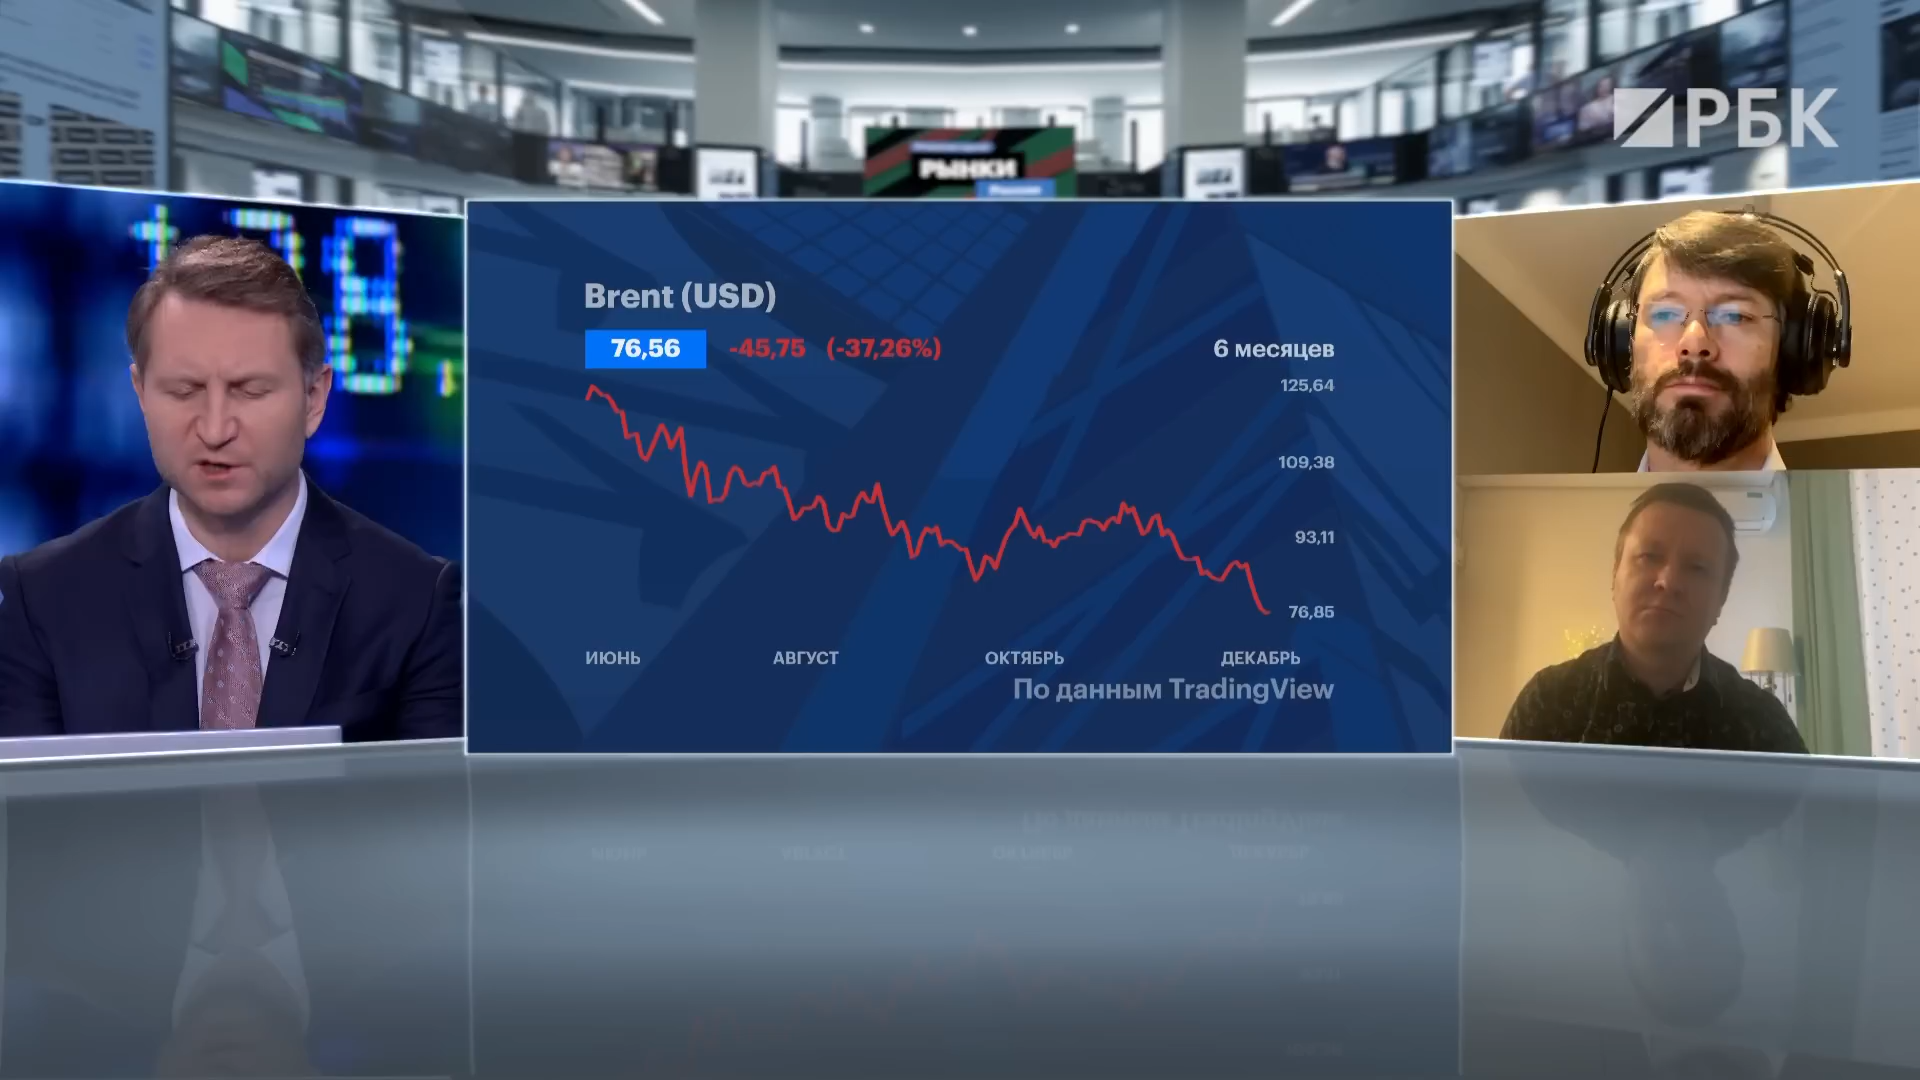 РБК
РЫНКИ
Brent (USD)
76,56 -45,75 (-37,26%) 6 месяцев
125,64
109,38
93,11
76,85
ИЮНЬ АВГУСТ ОКТЯБРЬ ДЕКАБРЬ
По данным TradingView